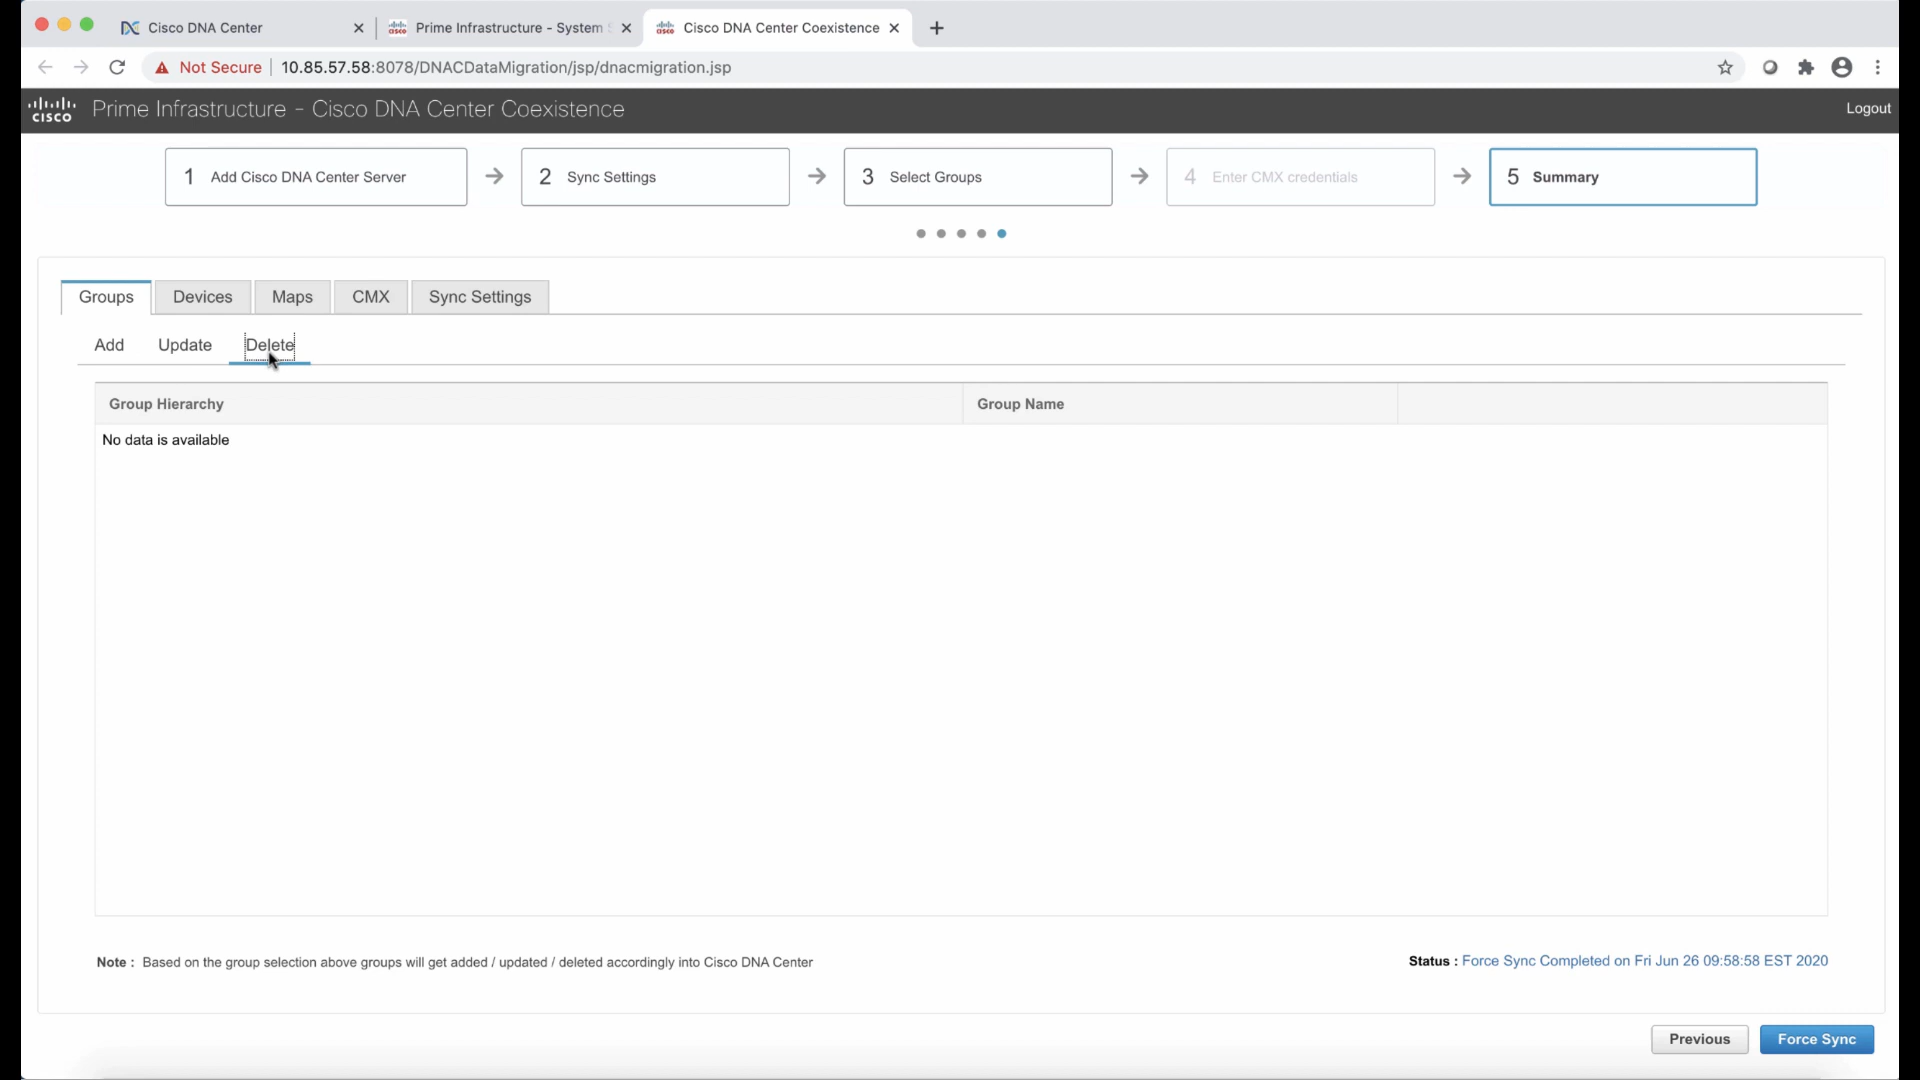 Cisco DNA Center
Prime Infrastructure - System
Cisco DNA Center Coexistence
Not Secure
10.85.57.58:8078/DNACDataMigration/jsp/dnacmigration.jsp
cisco
Prime Infrastructure - Cisco DNA Center Coexistence
Logout
1 Add Cisco DNA Center Server
2 Sync Settings
3 Select Groups
4 Enter CMX credentials
5 Summary
Groups
Devices
Maps
CMX
Sync Settings
Add
Update
Delete
Group Hierarchy
Group Name
No data is available
Note : Based on the group selection above groups will get added / updated / deleted accordingly into Cisco DNA Center
Status : Force Sync Completed on Fri Jun 26 09:58:58 EST 2020
Previous
Force Sync